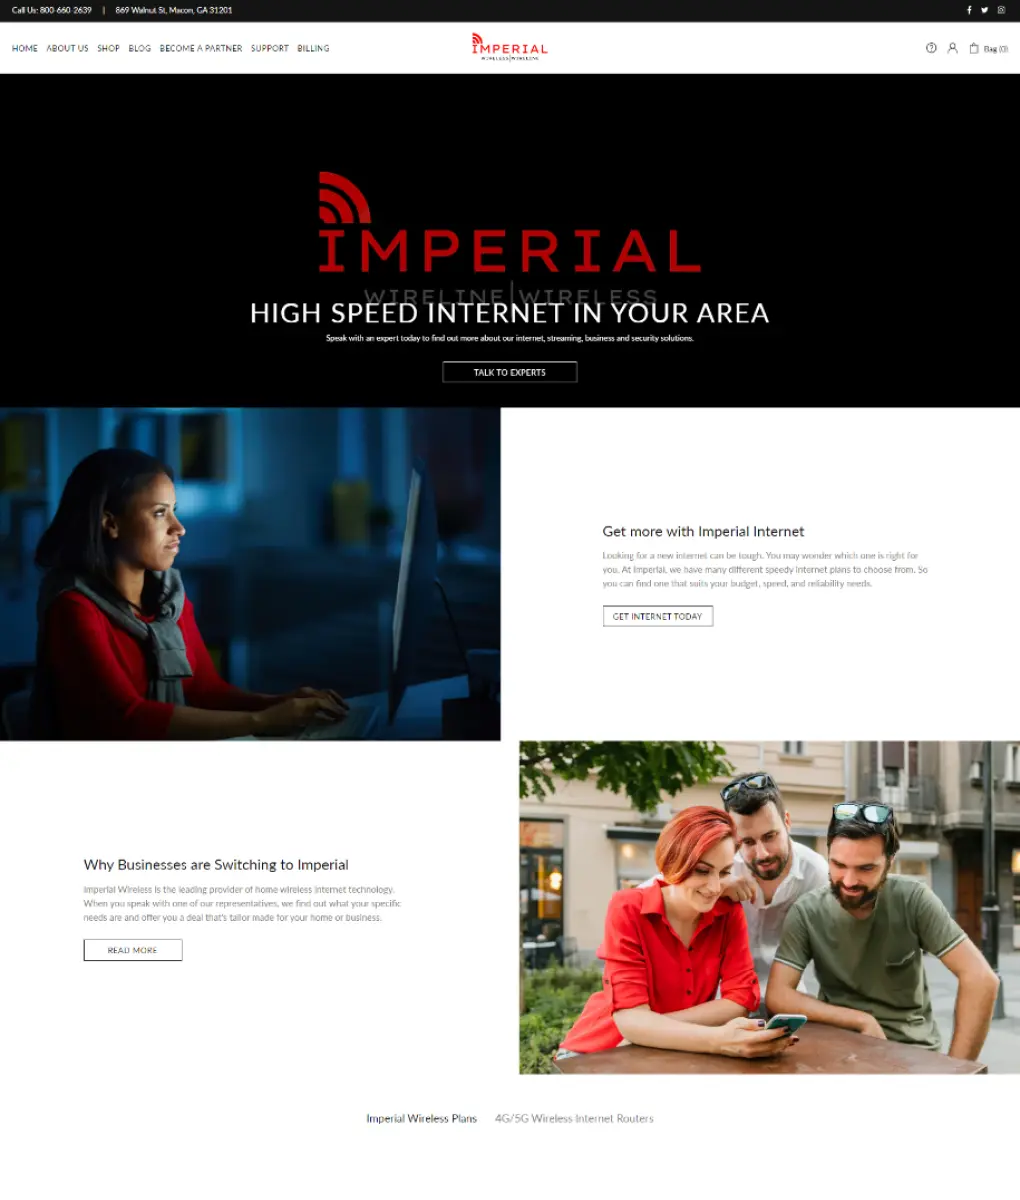 Call Us: 800-660-2639 | 869 Walnut St, Macon, GA 31201
HOME ABOUT US SHOP BLOG BECOME A PARTNER SUPPORT BILLING
IMPERIAL
WIRELESS|WIRELINE
Bag (0)
IMPERIAL
WIRELINE|WIRELESS
HIGH SPEED INTERNET IN YOUR AREA
Speak with an expert today to find out more about our internet, streaming, business and security solutions.
TALK TO EXPERTS
Get more with Imperial Internet
Looking for a new internet can be tough. You may wonder which one is right for
you. At Imperial, we have many different speedy internet plans to choose from. So
you can find one that suits your budget, speed, and reliability needs.
GET INTERNET TODAY
Why Businesses are Switching to Imperial
Imperial Wireless is the leading provider of home wireless internet technology.
When you speak with one of our representatives, we find out what your specific
needs are and offer you a deal that's tailor made for your home or business.
READ MORE
Imperial Wireless Plans 4G/5G Wireless Internet Routers